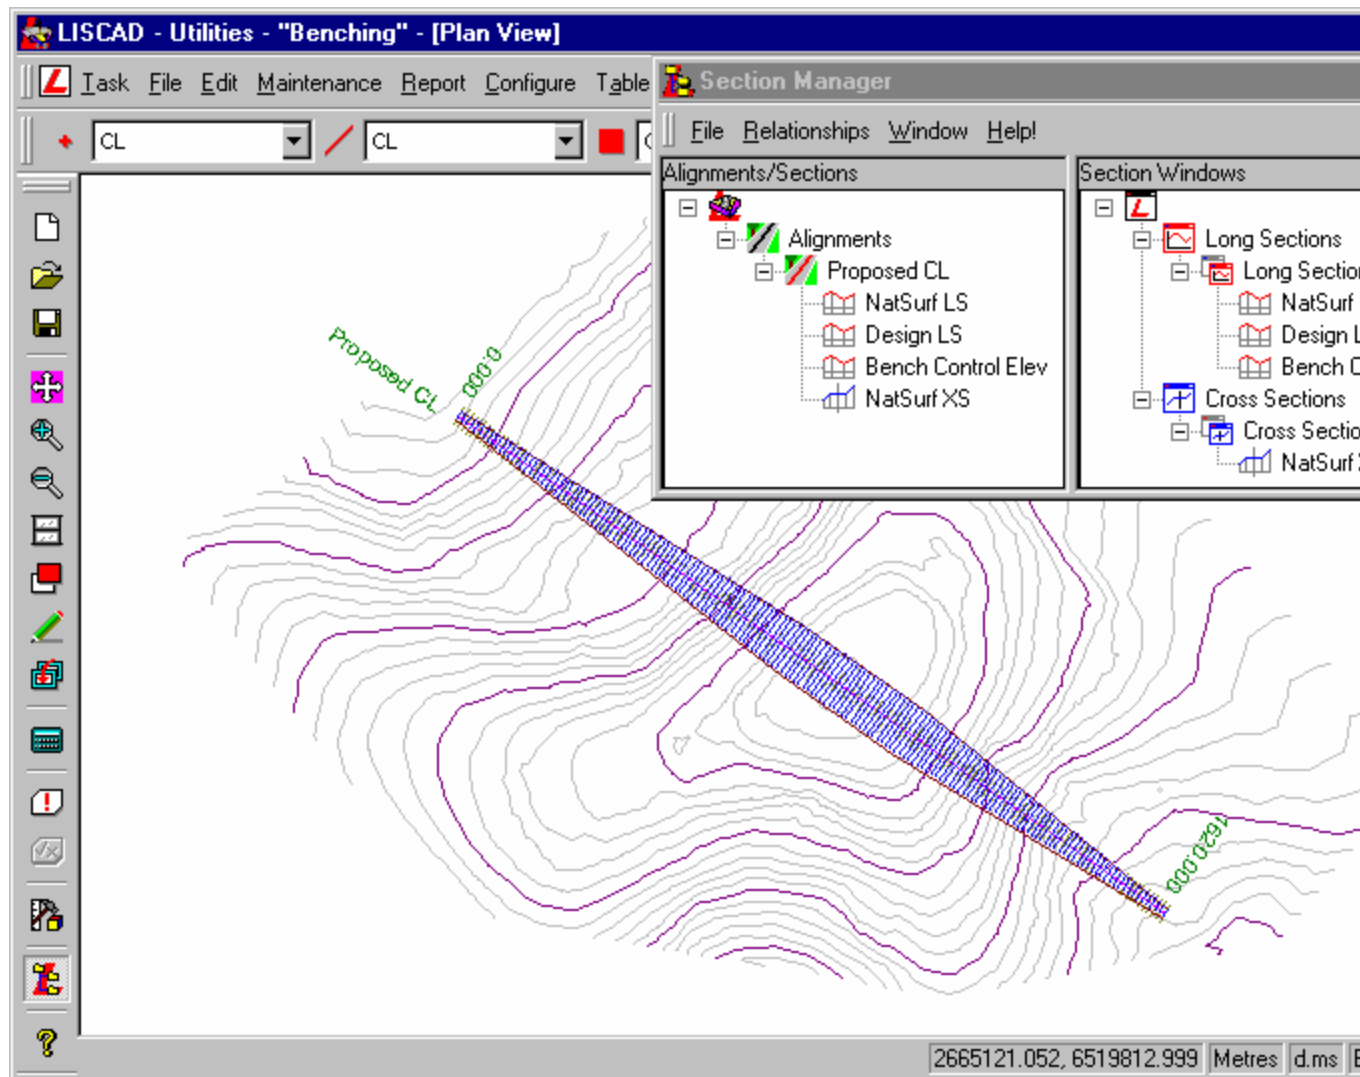 LISCAD - Utilities - "Benching" - [Plan View]
Task File Edit Maintenance Report Configure Table
Section Manager
File Relationships Window Help!
CL
CL
Alignments/Sections
Section Windows
Alignments
Proposed CL
NatSurf LS
Design LS
Bench Control Elev
NatSurf XS
Long Sections
Long Section
NatSurf
Design L
Bench C
Cross Sections
Cross Sectio
NatSurf
Proposed CL
0.000
1620.000
2665121.052, 6519812.999 Metres d.ms